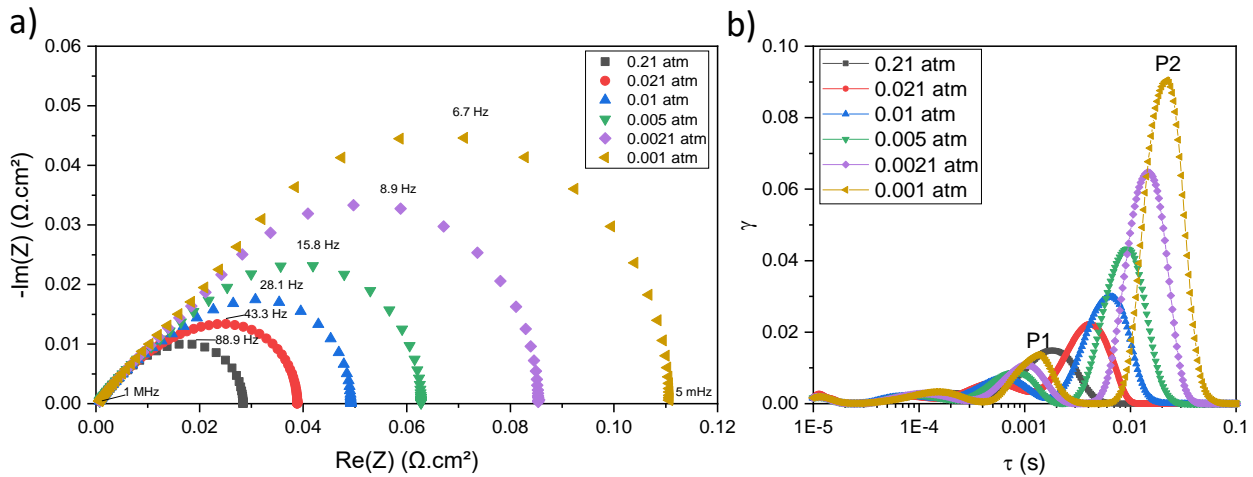 a)
0.06
0.05
0.04
0.03
0.02
0.01
0.00
-Im(Z) (Ω.cm²)
0.21 atm
0.021 atm
0.01 atm
0.005 atm
0.0021 atm
0.001 atm
6.7 Hz
8.9 Hz
15.8 Hz
28.1 Hz
43.3 Hz
88.9 Hz
1 MHz
5 mHz
0.00 0.02 0.04 0.06 0.08 0.10 0.12
Re(Z) (Ω.cm²)
b)
0.10
0.08
0.06
0.04
0.02
0.00
γ
0.21 atm
0.021 atm
0.01 atm
0.005 atm
0.0021 atm
0.001 atm
P2
P1
1E-5 1E-4 0.001 0.01 0.1
τ (s)